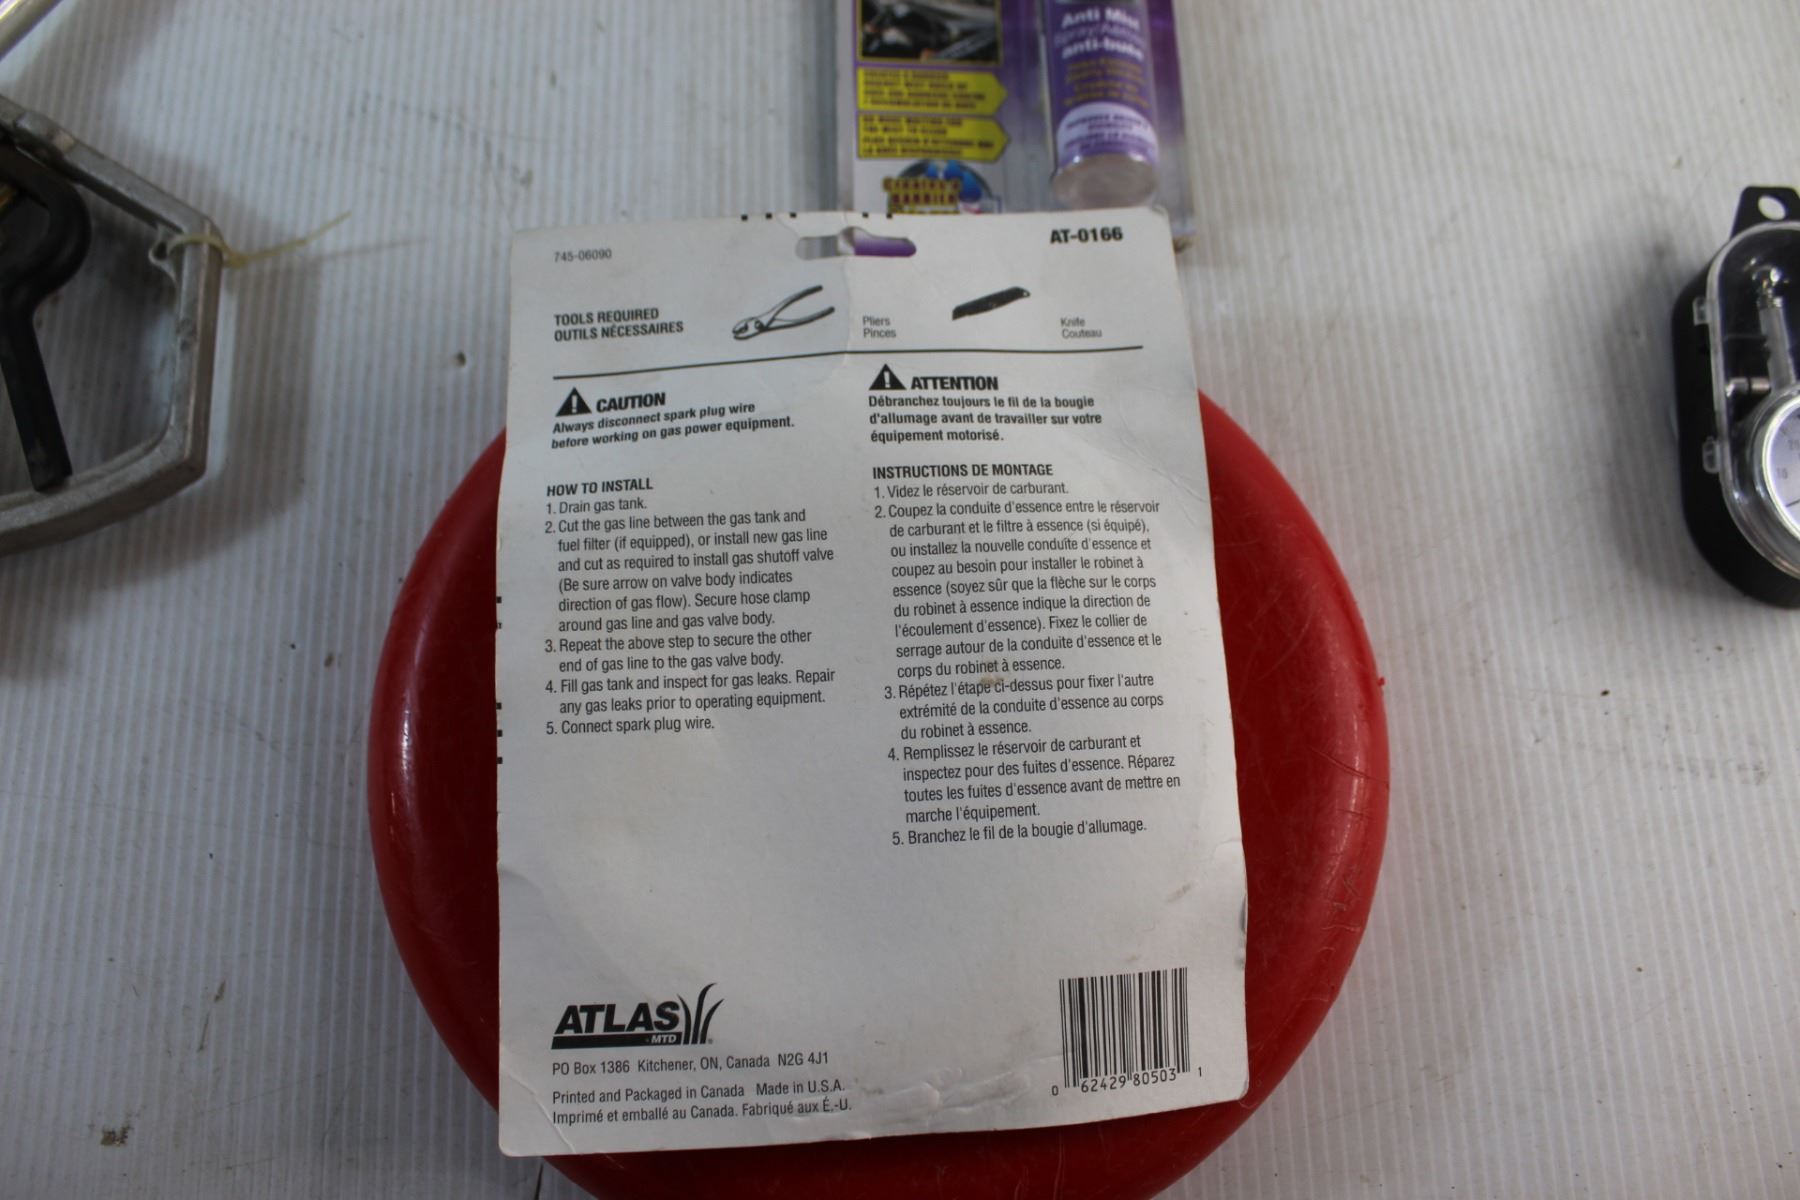 Anti Mist
anti-buée
745-06090
AT-0166
TOOLS REQUIRED
OUTILS NÉCESSAIRES
Pliers
Pinces
Knife
Couteau
CAUTION
Always disconnect spark plug wire
before working on gas power equipment.
HOW TO INSTALL
1. Drain gas tank.
2. Cut the gas line between the gas tank and
fuel filter (if equipped), or install new gas line
and cut as required to install gas shutoff valve
(Be sure arrow on valve body indicates
direction of gas flow). Secure hose clamp
around gas line and gas valve body.
3. Repeat the above step to secure the other
end of gas line to the gas valve body.
4. Fill gas tank and inspect for gas leaks. Repair
any gas leaks prior to operating equipment.
5. Connect spark plug wire.
ATTENTION
Débranchez toujours le fil de la bougie
d'allumage avant de travailler sur votre
équipement motorisé.
INSTRUCTIONS DE MONTAGE
1. Videz le réservoir de carburant.
2. Coupez la conduite d'essence entre le réservoir
de carburant et le filtre à essence (si équipé),
ou installez la nouvelle conduite d'essence et
coupez au besoin pour installer le robinet à
essence (soyez sûr que la flèche sur le corps
du robinet à essence indique la direction de
l'écoulement d'essence). Fixez le collier de
serrage autour de la conduite d'essence et le
corps du robinet à essence.
3. Répétez l'étape ci-dessus pour fixer l'autre
extrémité de la conduite d'essence au corps
du robinet à essence.
4. Remplissez le réservoir de carburant et
inspectez pour des fuites d'essence. Réparez
toutes les fuites d'essence avant de mettre en
marche l'équipement.
5. Branchez le fil de la bougie d'allumage.
ATLAS
MTD
PO Box 1386 Kitchener, ON, Canada N2G 4J1
Printed and Packaged in Canada Made in U.S.A.
Imprimé et emballé au Canada. Fabriqué aux É.-U.
0 62429 80503 1